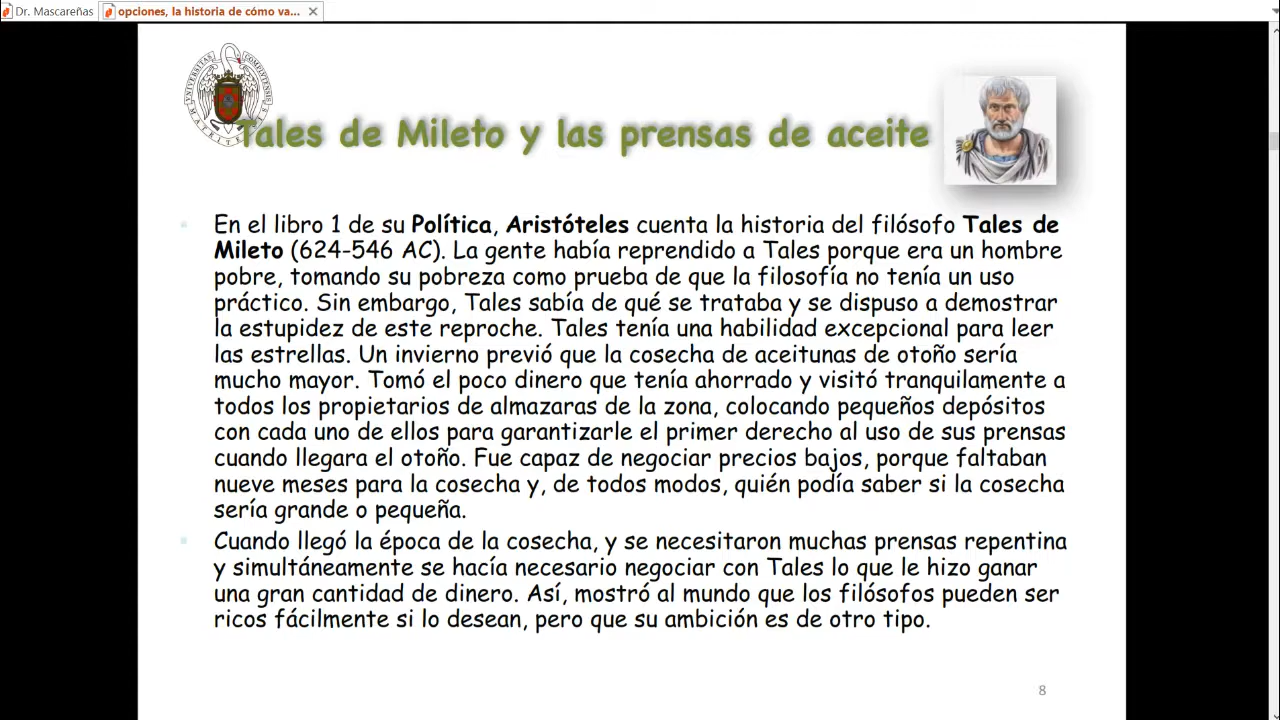 Dr. Mascareñas
opciones, la historia de cómo va...
Tales de Mileto y las prensas de aceite
En el libro 1 de su Política, Aristóteles cuenta la historia del filósofo Tales de
Mileto (624-546 AC). La gente había reprendido a Tales porque era un hombre
pobre, tomando su pobreza como prueba de que la filosofía no tenía un uso
práctico. Sin embargo, Tales sabía de qué se trataba y se dispuso a demostrar
la estupidez de este reproche. Tales tenía una habilidad excepcional para leer
las estrellas. Un invierno previó que la cosecha de aceitunas de otoño sería
mucho mayor. Tomó el poco dinero que tenía ahorrado y visitó tranquilamente a
todos los propietarios de almazaras de la zona, colocando pequeños depósitos
con cada uno de ellos para garantizarle el primer derecho al uso de sus prensas
cuando llegara el otoño. Fue capaz de negociar precios bajos, porque faltaban
nueve meses para la cosecha y, de todos modos, quién podía saber si la cosecha
sería grande o pequeña.
Cuando llegó la época de la cosecha, y se necesitaron muchas prensas repentina
y simultáneamente se hacía necesario negociar con Tales lo que le hizo ganar
una gran cantidad de dinero. Así, mostró al mundo que los filósofos pueden ser
ricos fácilmente si lo desean, pero que su ambición es de otro tipo.
8